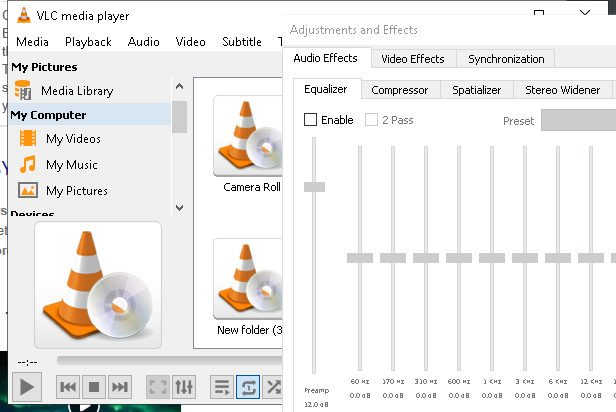 VLC media player
Media Playback Audio Video Subtitle T
My Pictures
Media Library
My Computer
My Videos
My Music
My Pictures
Devices
Camera Roll
New folder (3
--:--
Adjustments and Effects
Audio Effects Video Effects Synchronization
Equalizer Compressor Spatializer Stereo Widener
Enable 2 Pass Preset
60 Hz 170 Hz 310 Hz 600 Hz 1 KHz 3 KHz 6 KHz 12 KHz
Preamp 0.0 dB 0.0 dB 0.0 dB 0.0 dB 0.0 dB 0.0 dB 0.0 dB 0.0 dB
12.0 dB